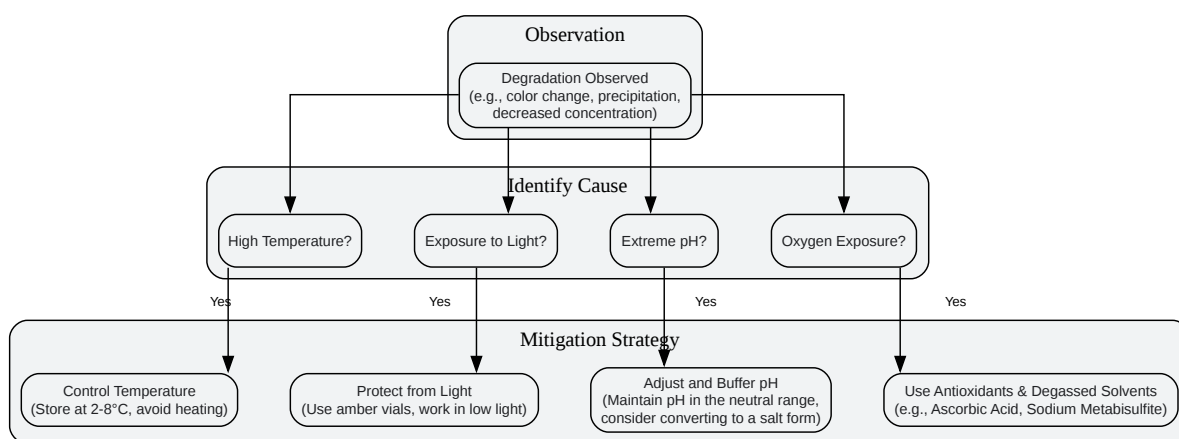 Observation
Degradation Observed
(e.g., color change, precipitation,
decreased concentration)
Identify Cause
High Temperature?
Exposure to Light?
Extreme pH?
Oxygen Exposure?
Yes
Yes
Yes
Yes
Mitigation Strategy
Control Temperature
(Store at 2-8°C, avoid heating)
Protect from Light
(Use amber vials, work in low light)
Adjust and Buffer pH
(Maintain pH in the neutral range,
consider converting to a salt form)
Use Antioxidants & Degassed Solvents
(e.g., Ascorbic Acid, Sodium Metabisulfite)